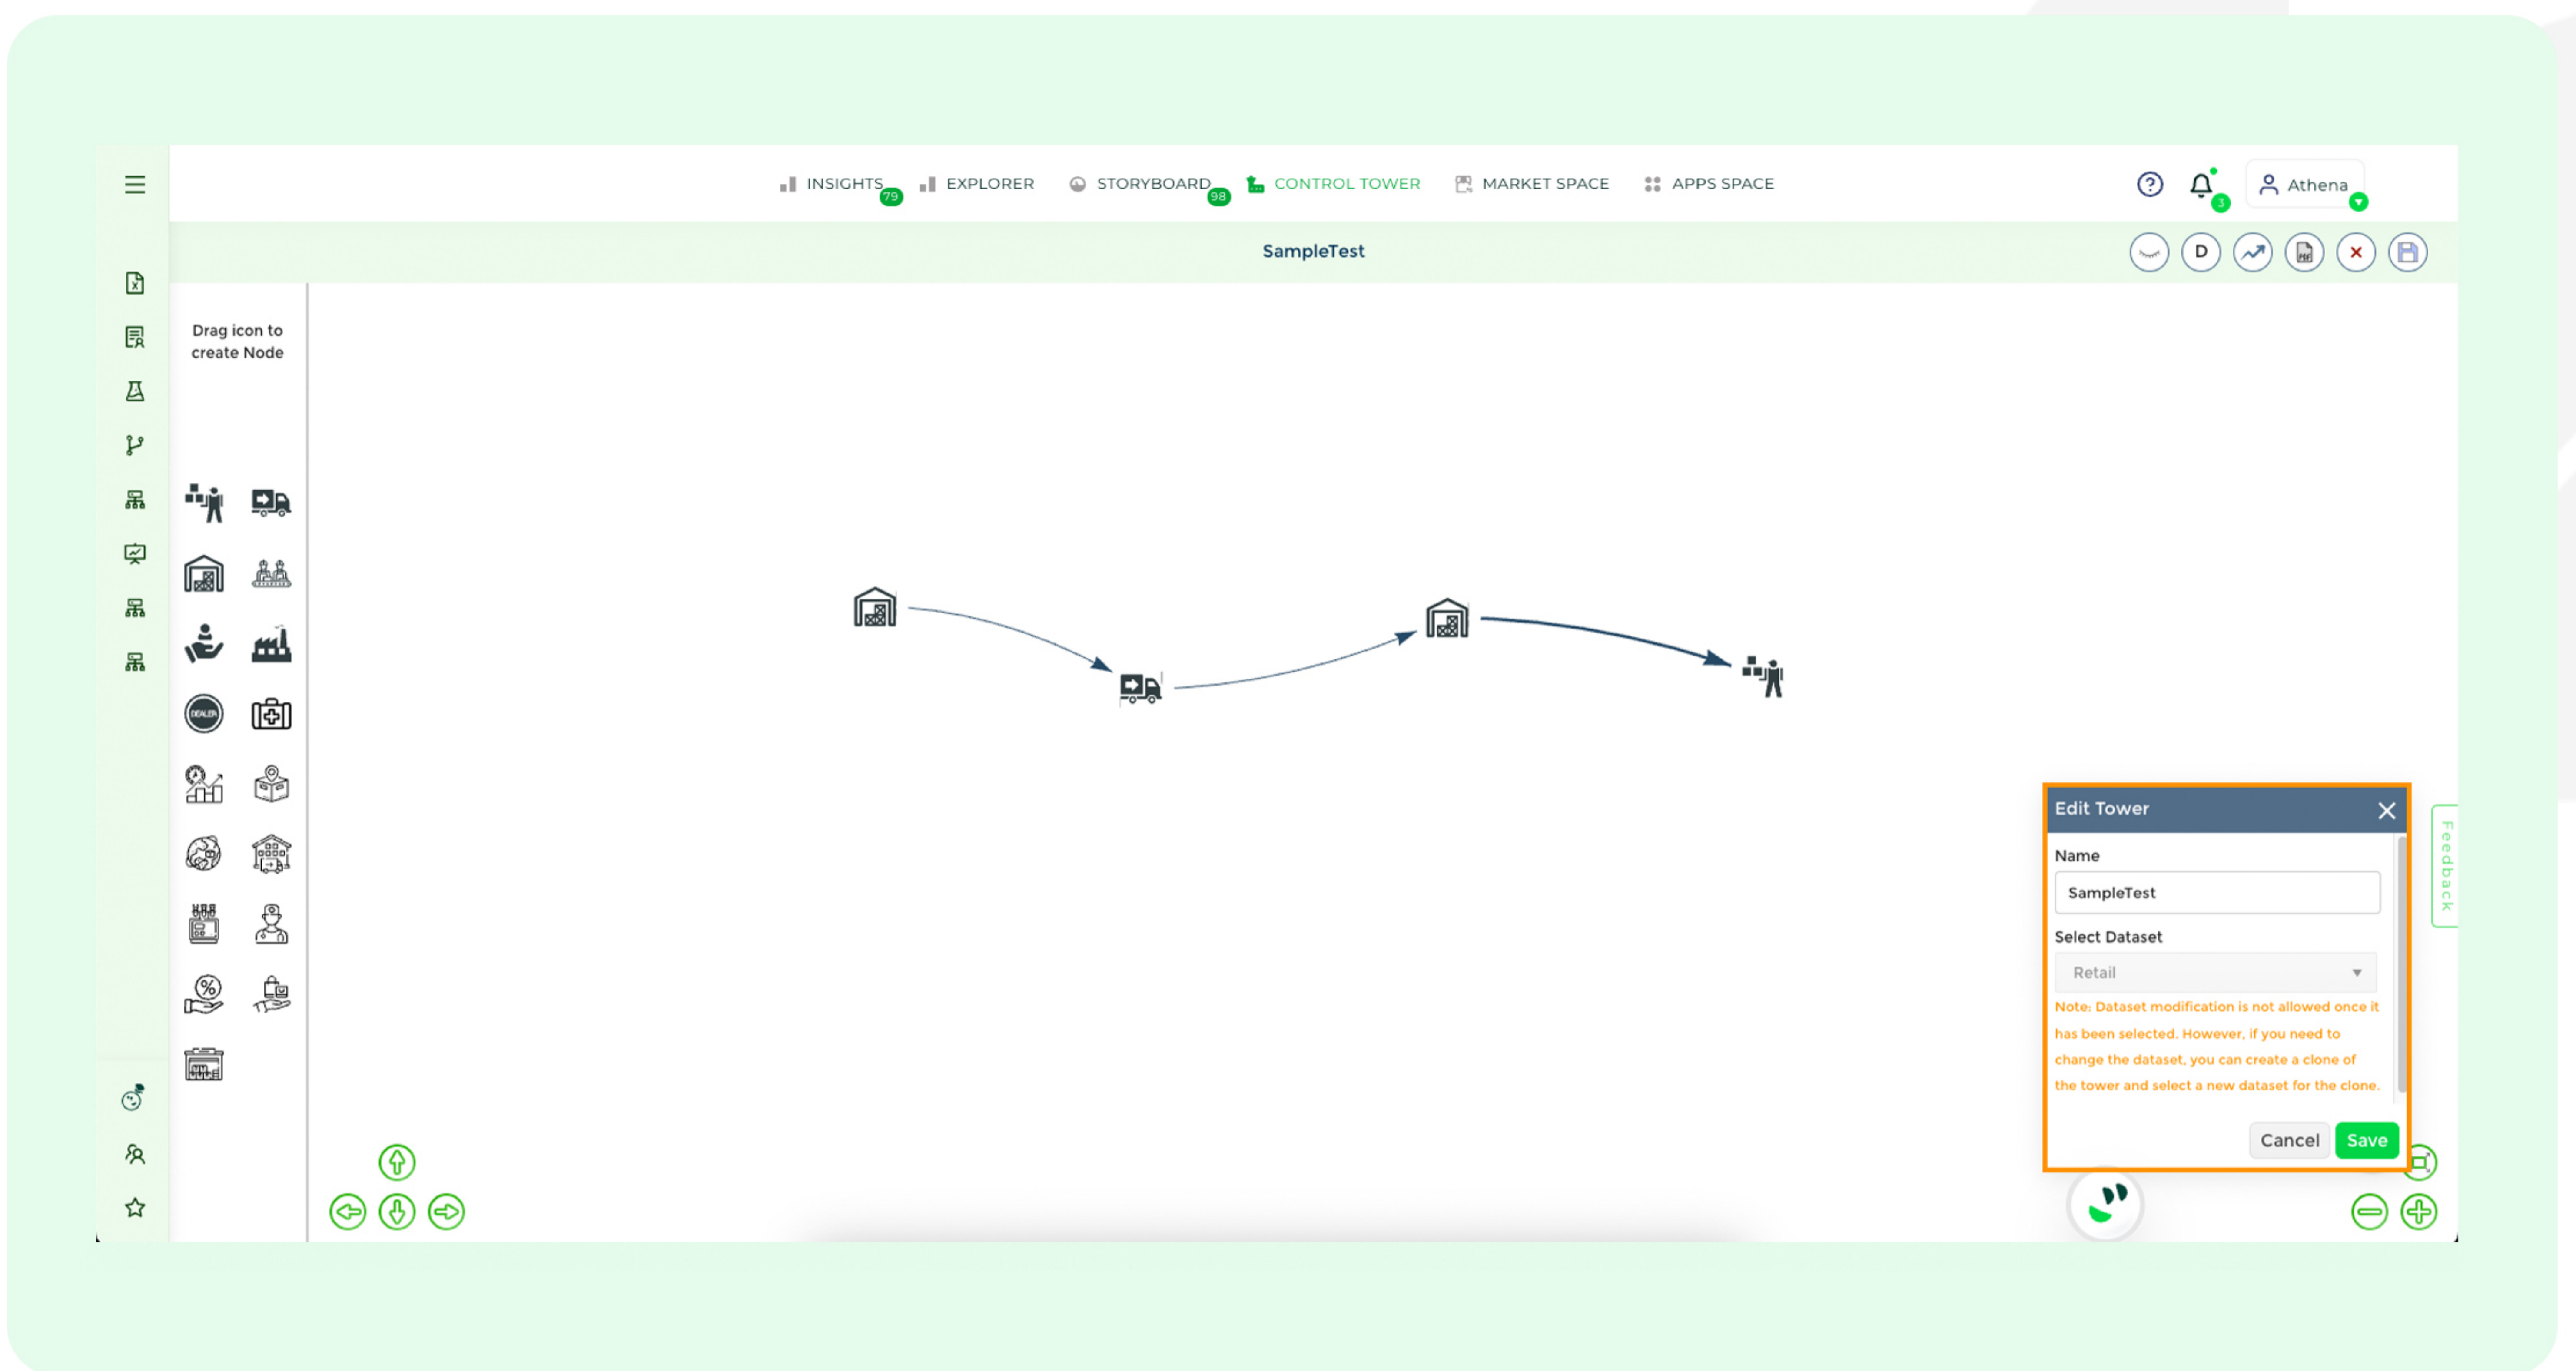 INSIGHTS
79
EXPLORER
STORYBOARD
98
CONTROL TOWER
MARKET SPACE
APPS SPACE
3
Athena
SampleTest
D
PDF
Drag icon to
create Node
DEALER
Edit Tower
Name
SampleTest
Select Dataset
Retail
Note: Dataset modification is not allowed once it
has been selected. However, if you need to
change the dataset, you can create a clone of
the tower and select a new dataset for the clone.
Cancel
Save
Feedback